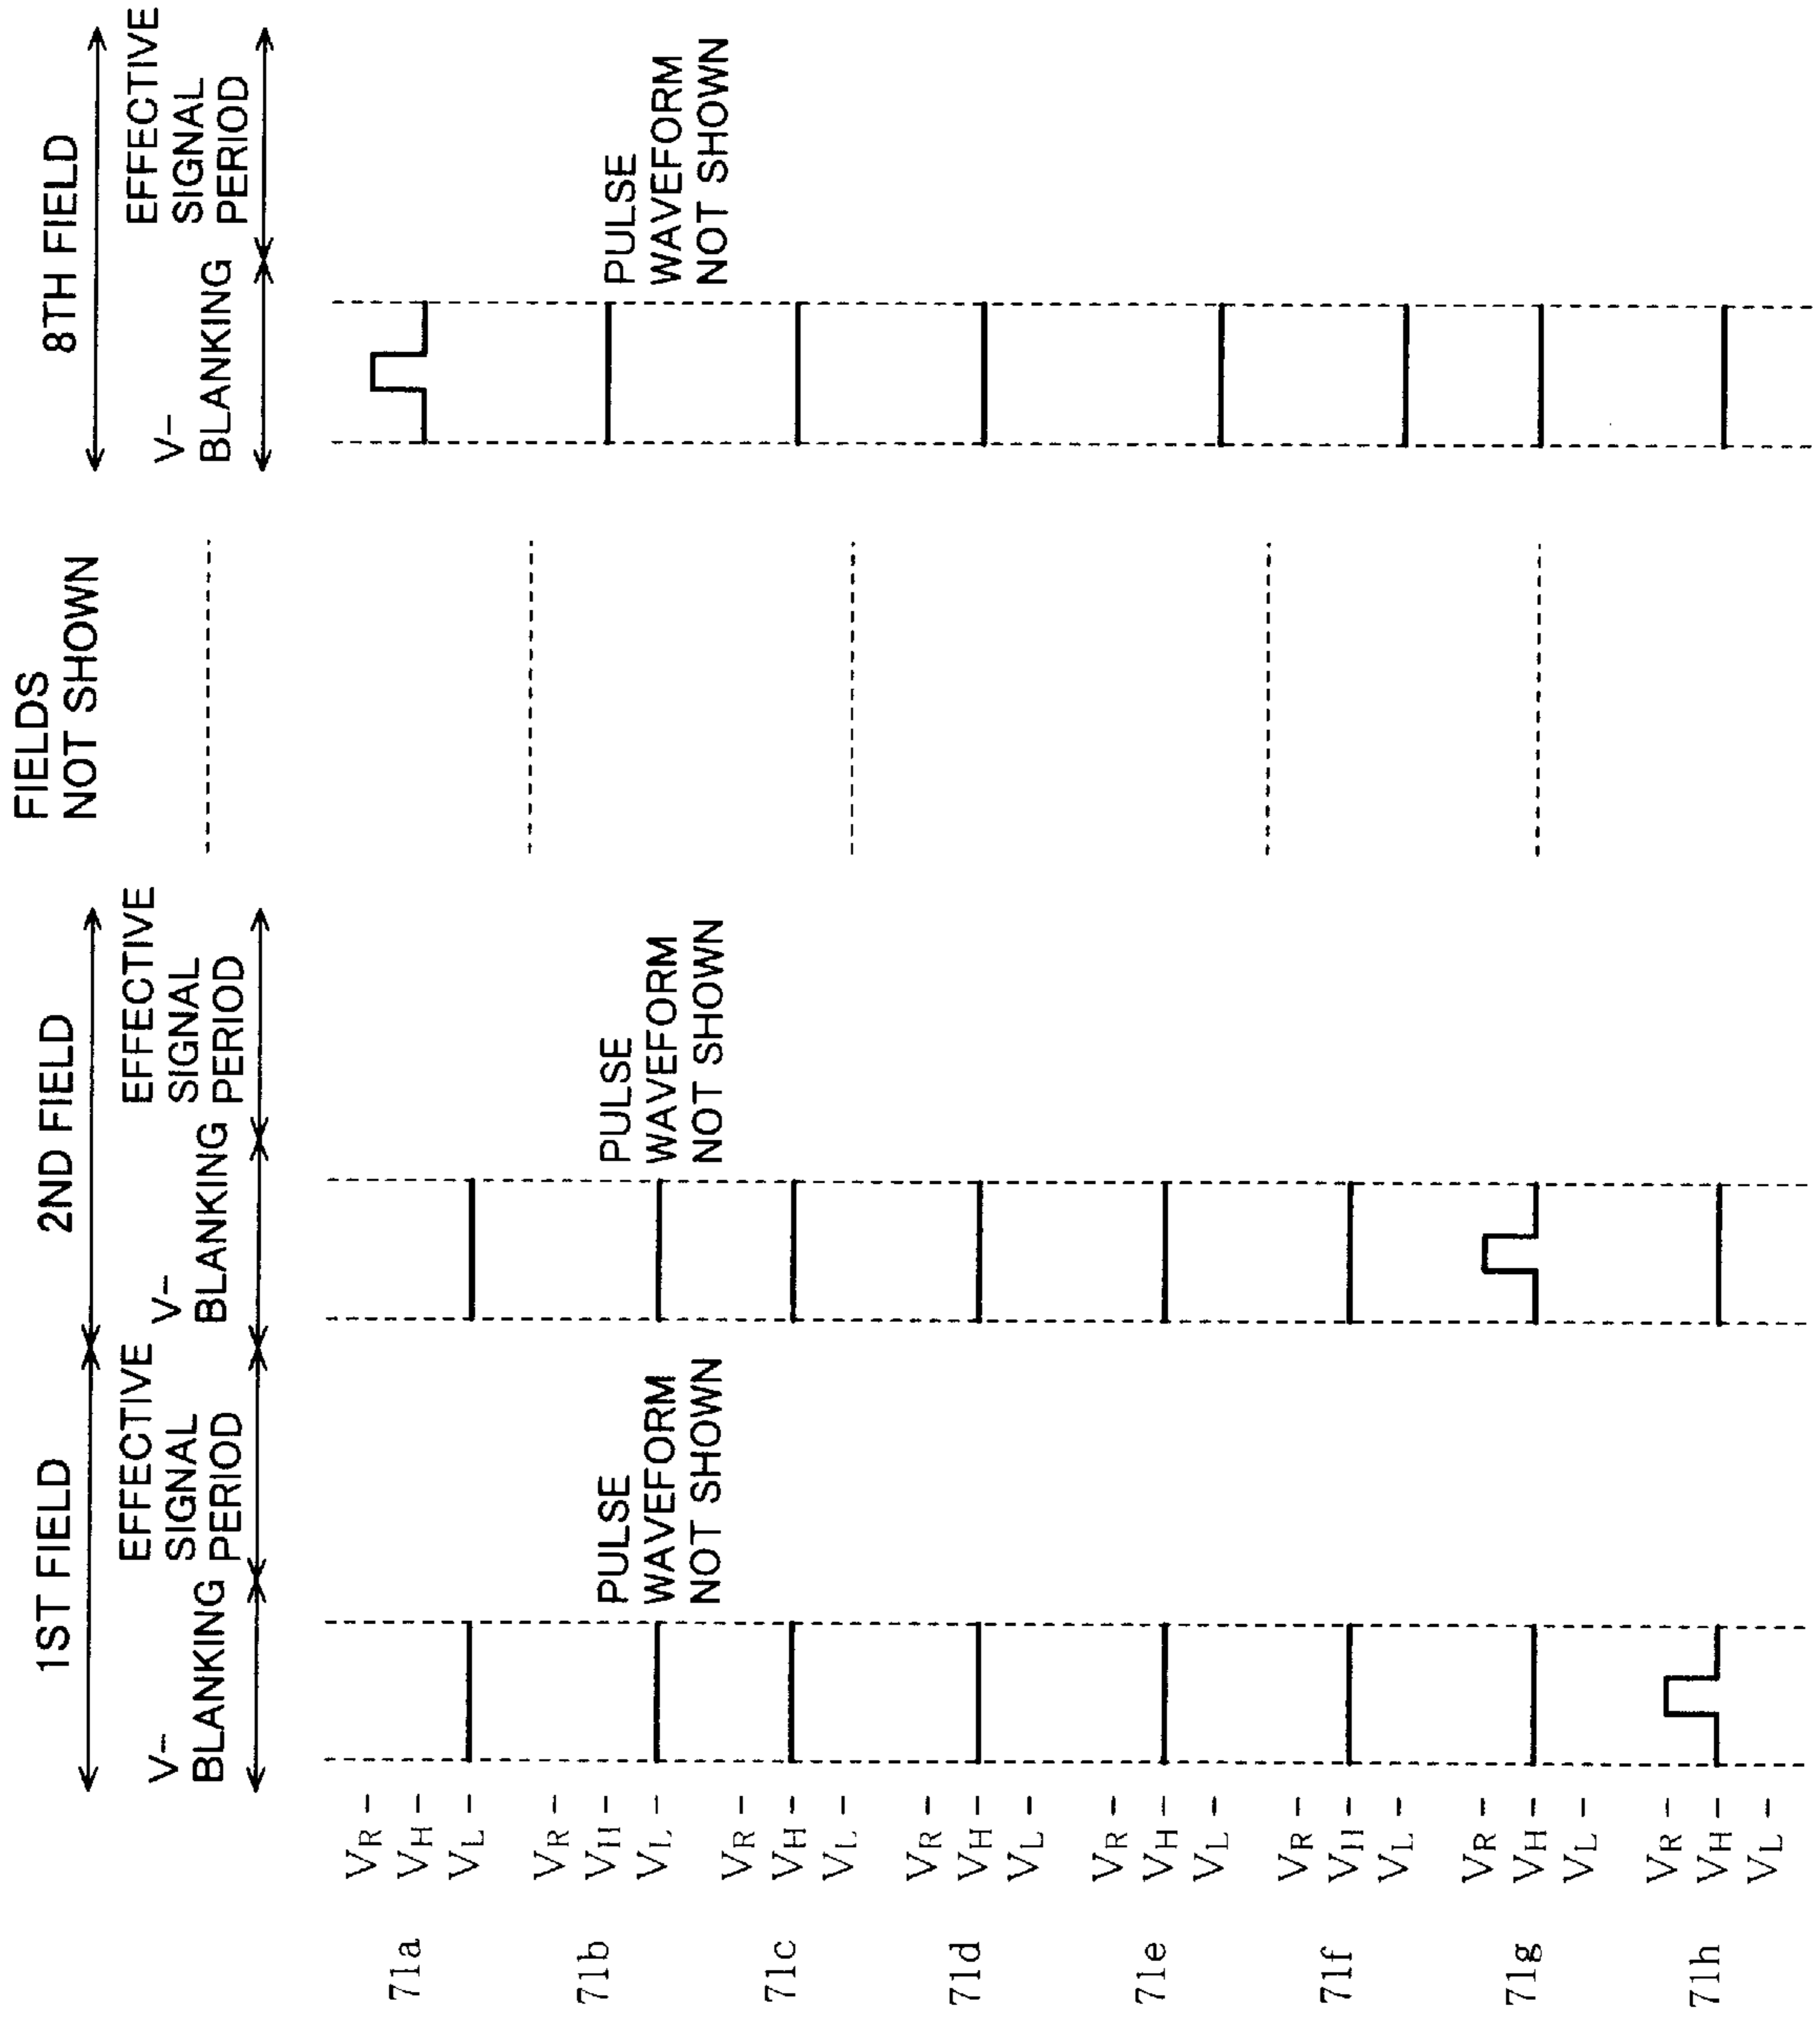 1ST FIELD
2ND FIELD
FIELDS
NOT SHOWN
8TH FIELD
V-
BLANKING
EFFECTIVE
SIGNAL
PERIOD
V-
BLANKING
EFFECTIVE
SIGNAL
PERIOD
V-
BLANKING
EFFECTIVE
SIGNAL
PERIOD
71a
VR
VH
VL
71b
VR
VH
VL
PULSE
WAVEFORM
NOT SHOWN
PULSE
WAVEFORM
NOT SHOWN
PULSE
WAVEFORM
NOT SHOWN
71c
VR
VH
VL
71d
VR
VH
VL
71e
VR
VH
VL
71f
VR
VH
VL
71g
VR
VH
VL
71h
VR
VH
VL